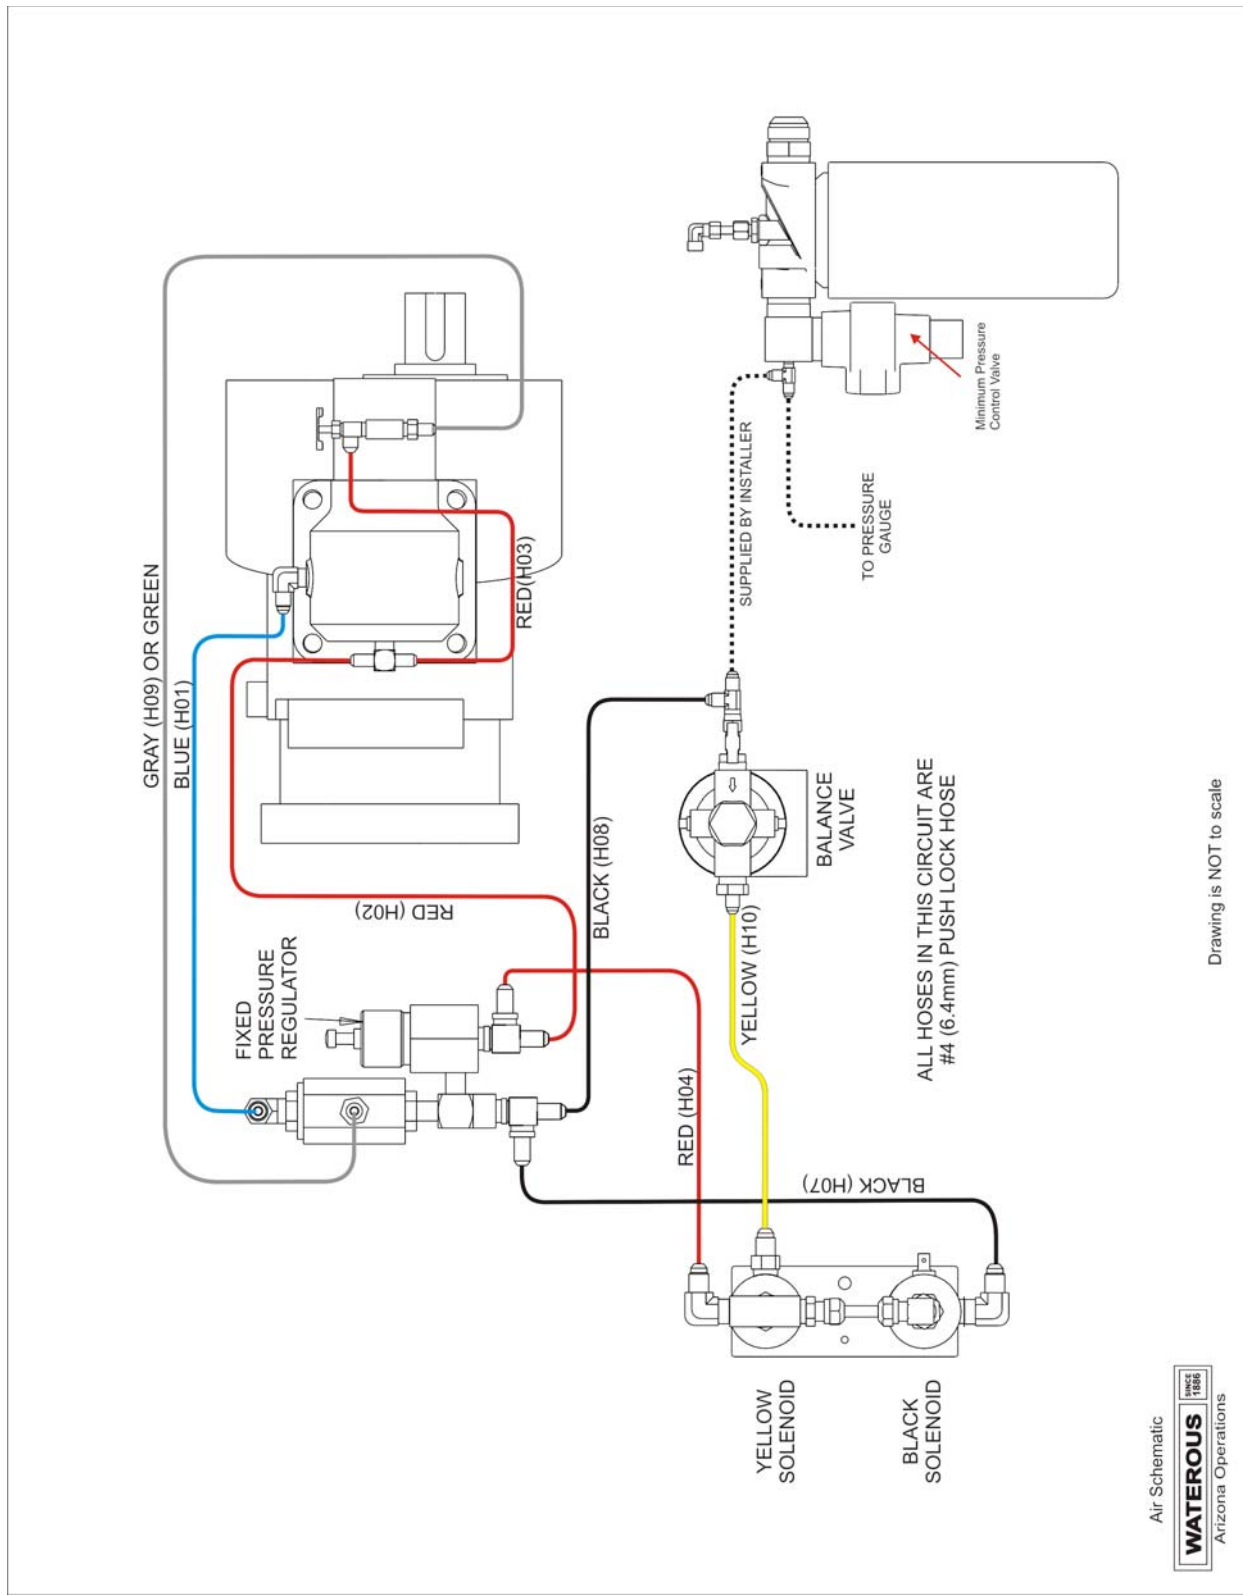 GRAY (H09) OR GREEN
BLUE (H01)
RED(H03)
RED (H02)
FIXED
PRESSURE
REGULATOR
BLACK (H08)
SUPPLIED BY INSTALLER
TO PRESSURE
GAUGE
Minimum Pressure
Control Valve
BALANCE
VALVE
YELLOW (H10)
RED (H04)
BLACK (H07)
ALL HOSES IN THIS CIRCUIT ARE
#4 (6.4mm) PUSH LOCK HOSE
YELLOW
SOLENOID
BLACK
SOLENOID
Drawing is NOT to scale
Air Schematic
WATEROUS
SINCE
1886
Arizona Operations